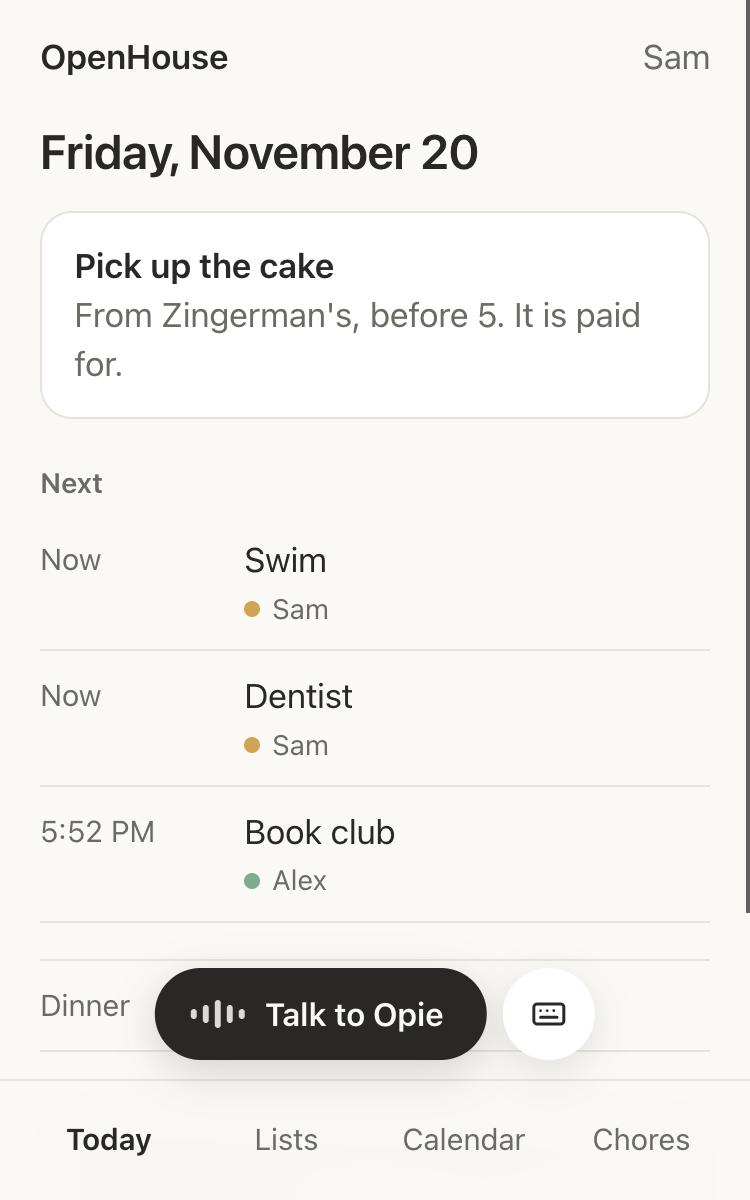 OpenHouse
Sam
Friday, November 20
Pick up the cake
From Zingerman's, before 5. It is paid
for.
Next
Now
Swim
Sam
Now
Dentist
Sam
5:52 PM
Book club
Alex
Dinner
Talk to Opie
Today
Lists
Calendar
Chores